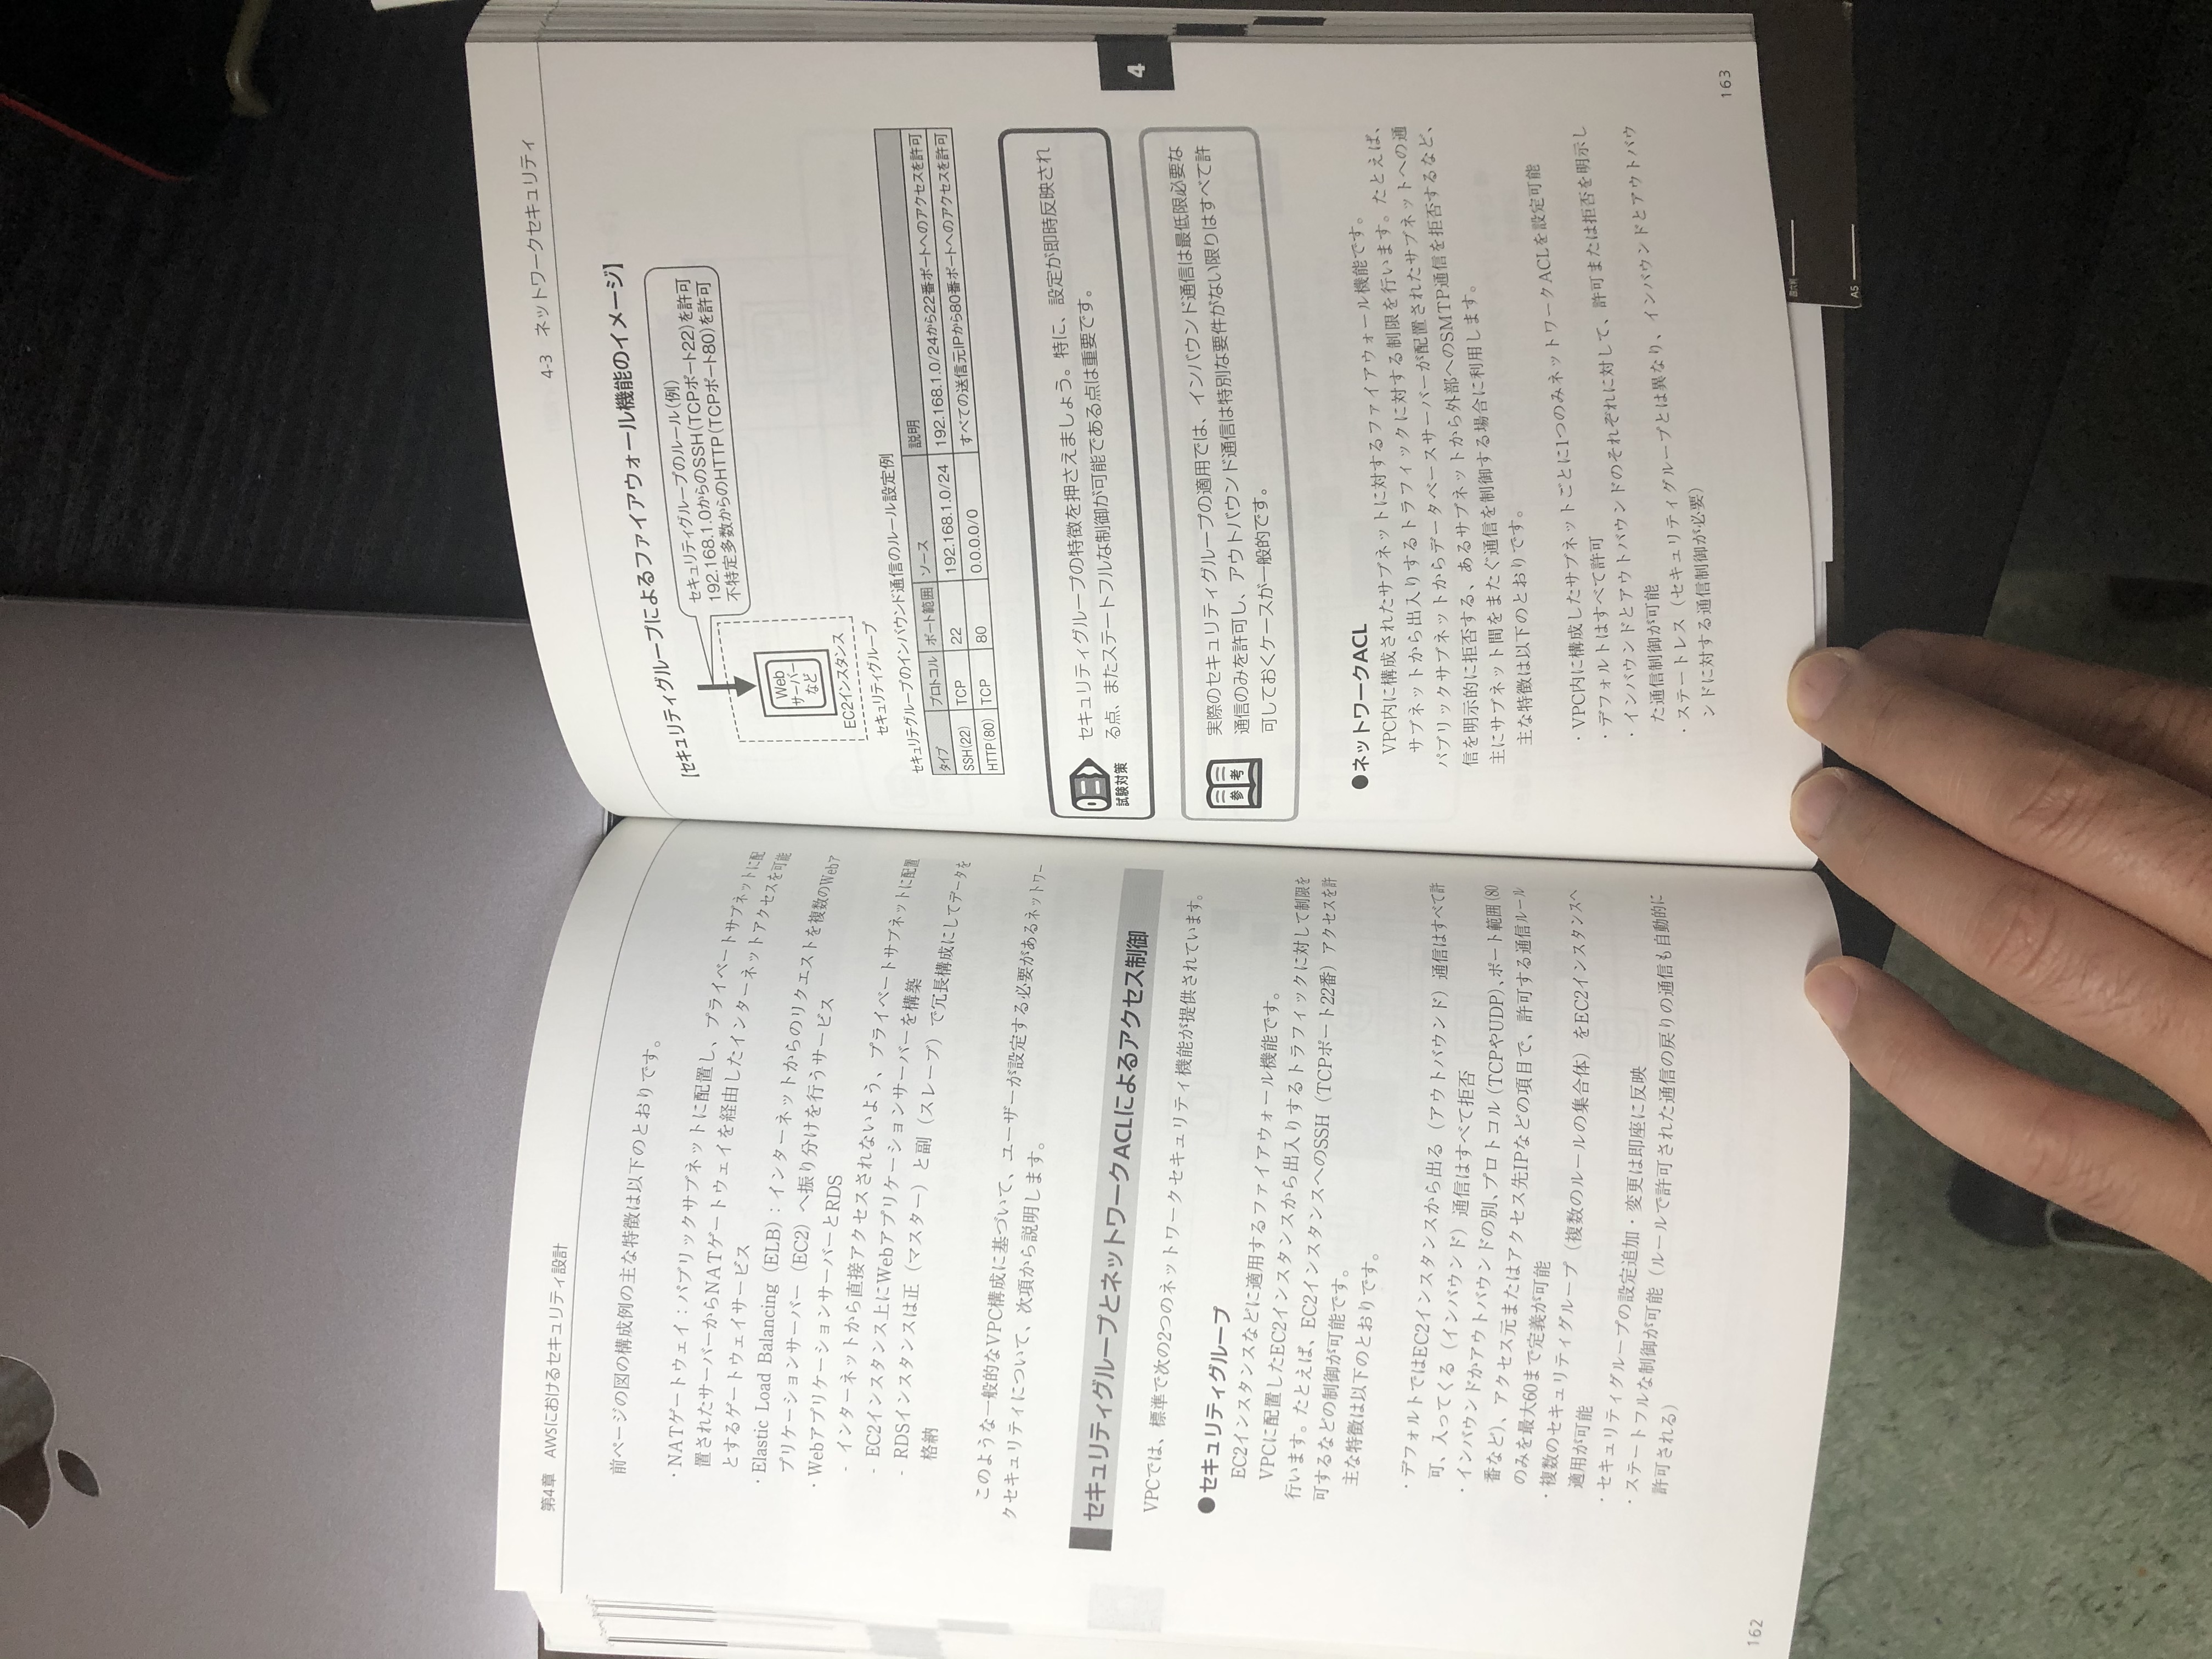 第4章 AWSにおけるセキュリティ設計
前ページの図の構成例の主な特徴は以下のとおりです。
・NATゲートウェイ：パブリックサブネットに配置し、プライベートサブネットに配
置されたサーバーからNATゲートウェイを経由したインターネットアクセスを可能
とするゲートウェイサービス
・Elastic Load Balancing（ELB）：インターネットからのリクエストを複数のWebア
プリケーションサーバー（EC2）へ振り分けを行うサービス
・WebアプリケーションサーバーとRDS
- インターネットから直接アクセスされないよう、プライベートサブネットに配置
- EC2インスタンス上にWebアプリケーションサーバーを構築
- RDSインスタンスは正（マスター）と副（スレーブ）で冗長構成にしてデータを
格納
このような一般的なVPC構成に基づいて、ユーザーが設定する必要があるネットワー
クセキュリティについて、次項から説明します。
セキュリティグループとネットワークACLによるアクセス制御
VPCでは、標準で次の2つのネットワークセキュリティ機能が提供されています。
●セキュリティグループ
EC2インスタンスなどに適用するファイアウォール機能です。
VPCに配置したEC2インスタンスから出入りするトラフィックに対して制限を
行います。たとえば、EC2インスタンスへのSSH（TCPポート22番）アクセスを許
可するなどの制御が可能です。
主な特徴は以下のとおりです。
・デフォルトではEC2インスタンスから出る（アウトバウンド）通信はすべて許
可、入ってくる（インバウンド）通信はすべて拒否
・インバウンドかアウトバウンドの別、プロトコル（TCPやUDP）、ポート範囲（80
番など）、アクセス元またはアクセス先IPなどの項目で、許可する通信ルール
のみを最大60まで定義が可能
・複数のセキュリティグループ（複数のルールの集合体）をEC2インスタンスへ
適用が可能
・セキュリティグループの設定追加・変更は即座に反映
・ステートフルな制御が可能（ルールで許可された通信の戻りの通信も自動的に
許可される）
162
4-3 ネットワークセキュリティ
【セキュリティグループによるファイアウォール機能のイメージ】
セキュリティグループのルール（例）
192.168.1.0からのSSH（TCPポート22）を許可
不特定多数からのHTTP（TCPポート80）を許可
Web
サーバー
など
EC2インスタンス
セキュリティグループ
セキュリテグループのインバウンド通信のルール設定例
タイプ プロトコル ポート範囲 ソース 説明
SSH（22） TCP 22 192.168.1.0/24 192.168.1.0/24から22番ポートへのアクセスを許可
HTTP（80） TCP 80 0.0.0.0/0 すべての送信元IPから80番ポートへのアクセスを許可
試験対策
セキュリティグループの特徴を押さえましょう。特に、設定が即時反映され
る点、またステートフルな制御が可能である点は重要です。
4
参考
実際のセキュリティグループの適用では、インバウンド通信は最低限必要な
通信のみを許可し、アウトバウンド通信は特別な要件がない限りはすべて許
可しておくケースが一般的です。
●ネットワークACL
VPC内に構成されたサブネットに対するファイアウォール機能です。
サブネットから出入りするトラフィックに対する制限を行います。たとえば、
パブリックサブネットからデータベースサーバーが配置されたサブネットへの通
信を明示的に拒否する、あるサブネットから外部へのSMTP通信を拒否するなど、
主にサブネット間をまたぐ通信を制御する場合に利用します。
主な特徴は以下のとおりです。
・VPC内に構成したサブネットごとに1つのみネットワークACLを設定可能
・デフォルトはすべて許可
・インバウンドとアウトバウンドのそれぞれに対して、許可または拒否を明示し
た通信制御が可能
・ステートレス（セキュリティグループとは異なり、インバウンドとアウトバウ
ンドに対する通信制御が必要）
163
四六判
A5